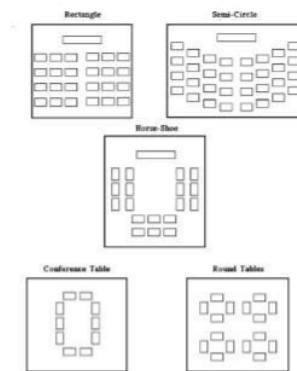 Rectangle
Semi-Circle
Horse-Shoe
Conference Table
Round Tables